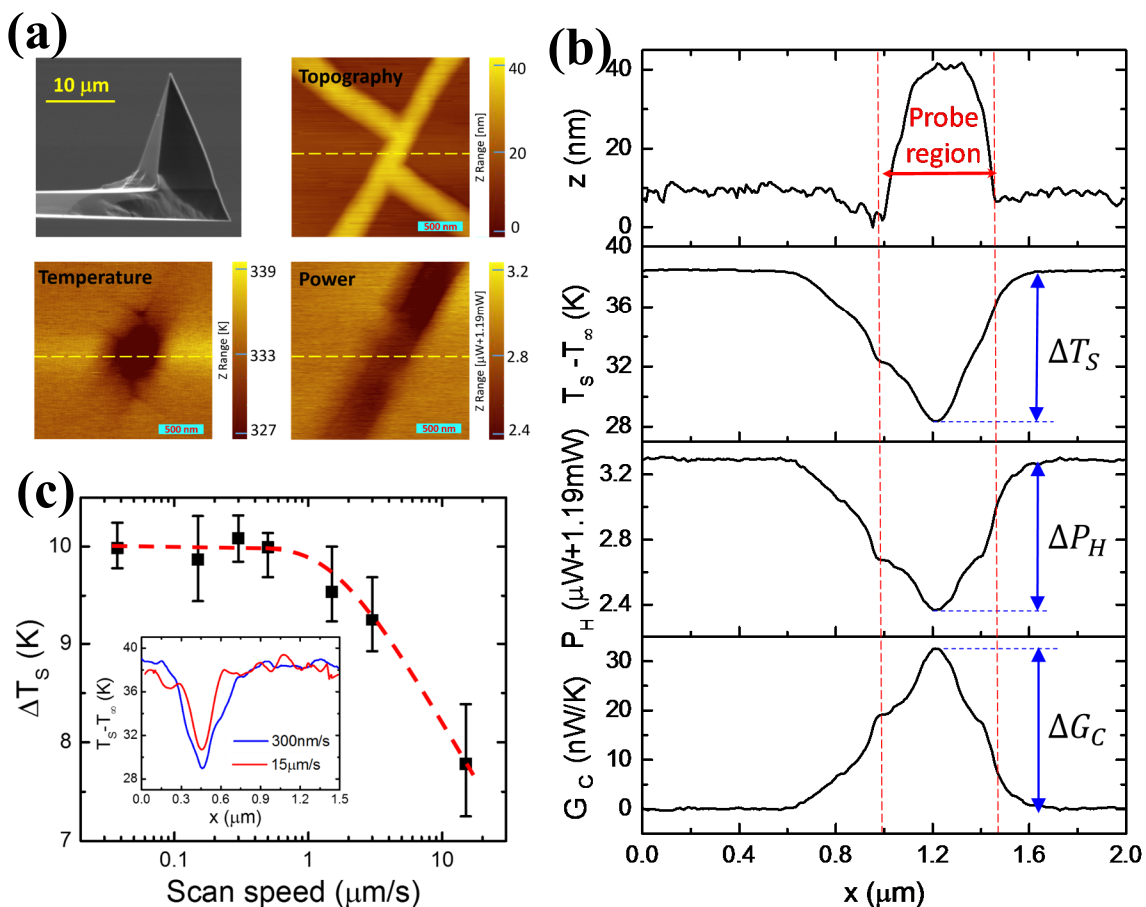 (a)
10 μm
Topography
500 nm
40
20
0
Z Range [nm]
Temperature
500 nm
339
333
327
Z Range [K]
Power
500 nm
3.2
2.8
2.4
Z Range [μW+1.19mW]
(b)
40
20
0
z (nm)
Probe
region
40
36
32
28
T_S -T_∞ (K)
ΔT_S
3.2
2.8
2.4
P_H (μW+1.19mW)
ΔP_H
30
20
10
0
G_C (nW/K)
ΔG_C
0.0 0.4 0.8 1.2 1.6 2.0
x (μm)
(c)
10
9
8
7
ΔT_S (K)
0.1 1 10
Scan speed (μm/s)
39
36
33
30
28
T_S-T_∞ (K)
300nm/s
15μm/s
0.0 0.3 0.6 0.9 1.2 1.5
x (μm)